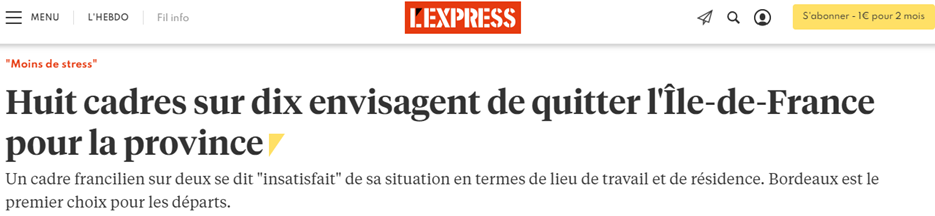 MENU L'HEBDO Fil info L'EXPRESS S'abonner - 1€ pour 2 mois
"Moins de stress"
Huit cadres sur dix envisagent de quitter l'Île-de-France
pour la province
Un cadre francilien sur deux se dit "insatisfait" de sa situation en termes de lieu de travail et de résidence. Bordeaux est le
premier choix pour les départs.